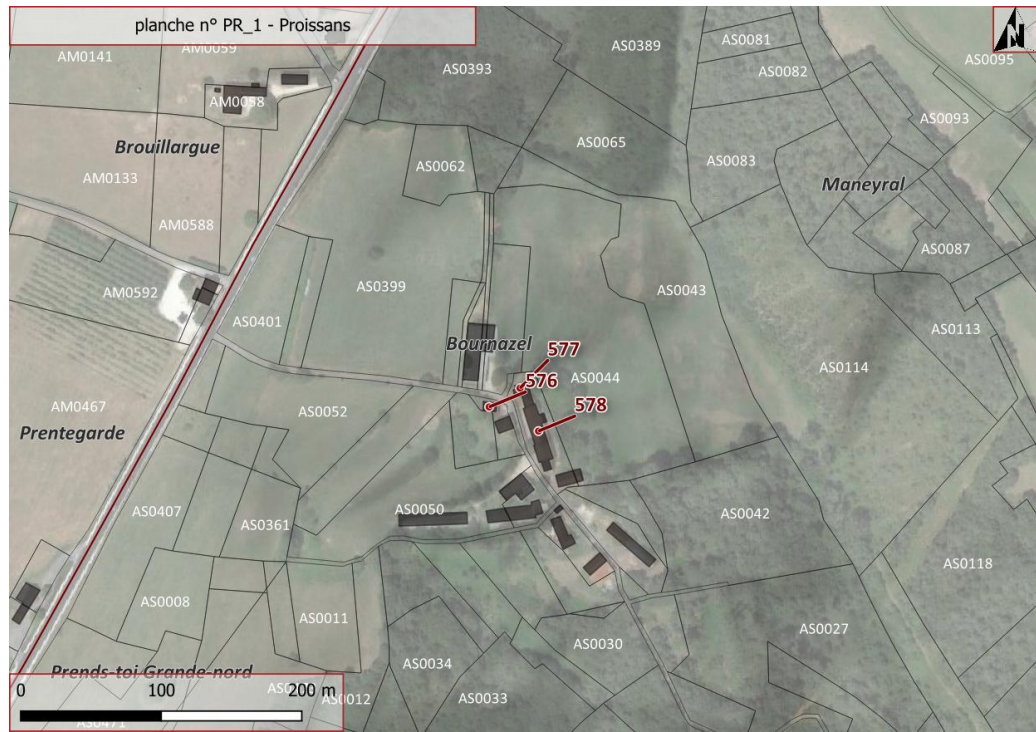 planche n° PR_1 - Proissans
N
AM0141
AM0059
AS0393
AS0389
AS0081
AS0082
AS0095
AM0058
AS0093
Brouillargue
AS0065
AS0062
AS0083
AM0133
Maneyral
AM0588
AS0087
AM0592
AS0399
AS0043
AS0401
AS0113
Bournazel
577
AS0044
AS0114
576
578
AM0467
AS0052
Prentegarde
AS0407
AS0361
AS0050
AS0042
AS0118
AS0008
AS0011
AS0030
AS0027
AS0034
Prends-toi Grande-nord
AS0033
0 100 200 m
AS0012
AS0471